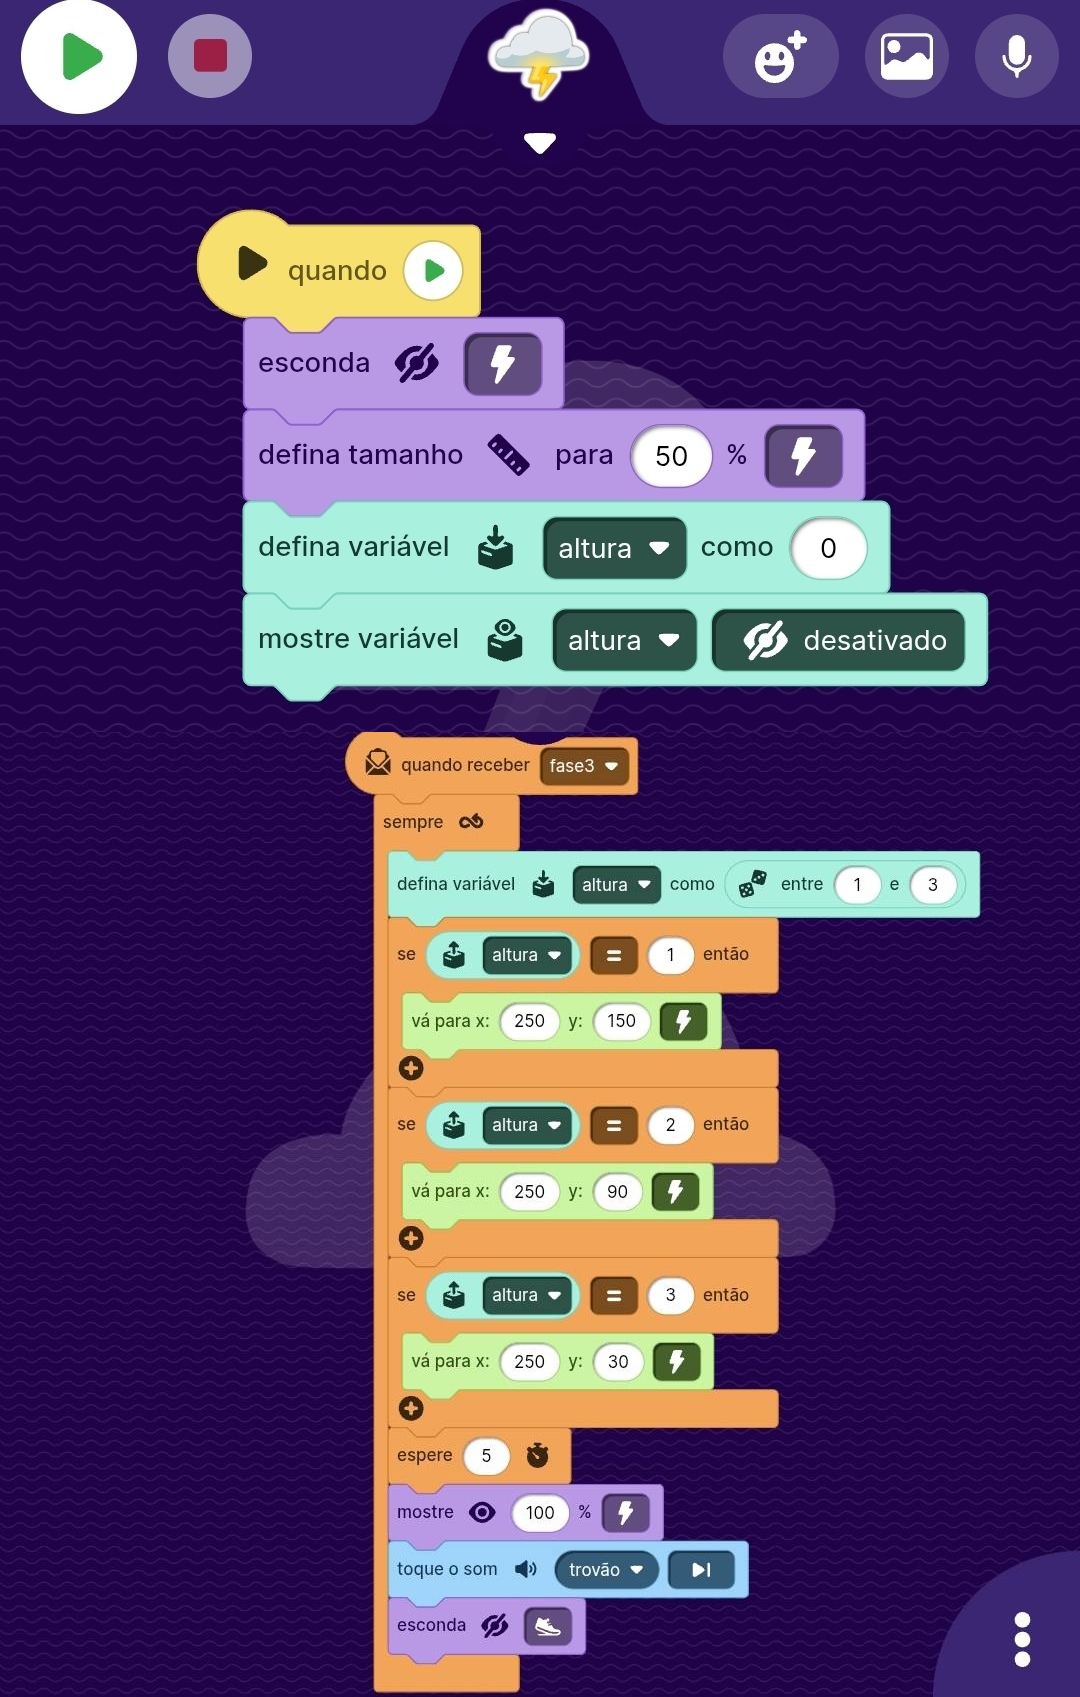 quando
esconda
defina tamanho para 50 %
defina variável altura como 0
mostre variável altura desativado
quando receber fase3
sempre
defina variável altura como entre 1 e 3
se altura = 1 então
vá para x: 250 y: 150
se altura = 2 então
vá para x: 250 y: 90
se altura = 3 então
vá para x: 250 y: 30
espere 5
mostre 100 %
toque o som trovão
esconda